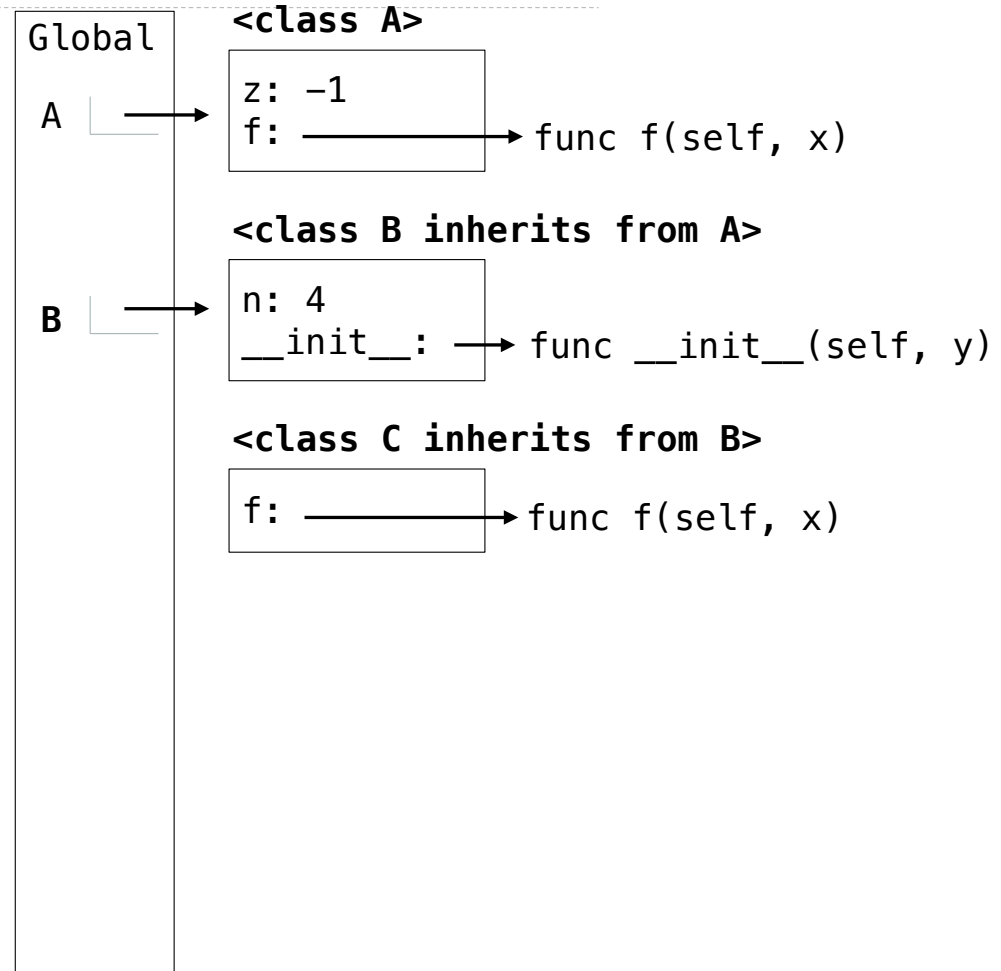 <class A>
Global
z: −1
A
f:
func f(self, x)
<class B inherits from A>
n: 4
B
__init__:
func __init__(self, y)
<class C inherits from B>
f:
func f(self, x)